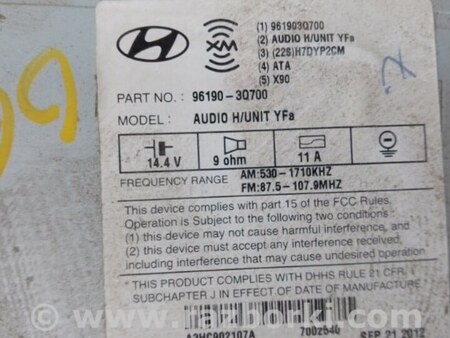 (1) 961903Q700
(2) AUDIO H/UNIT YFa
XM
(3) (228)H7DYP2CM
(4) ATA
(5) X90
PART NO. : 96190-3Q700
MODEL : AUDIO H/UNIT YFa
14.4 V 9 ohm 11 A
FREQUENCY RANGE AM:530-1710KHZ
FM:87.5-107.9MHZ
This device complies with part 15 of the FCC Rules.
Operation is Subject to the following two conditions :
(1) this device may not cause harmful interference, and
(2) this device must accept any interference received,
including interference that may cause undesired operation
* THIS PRODUCT COMPLIES WITH DHHS RULE 21 CFR,
SUBCHAPTER J IN EFFECT OF DATE OF MANUFACTURE
A3HC902107A 7002640 SEP 21 2012